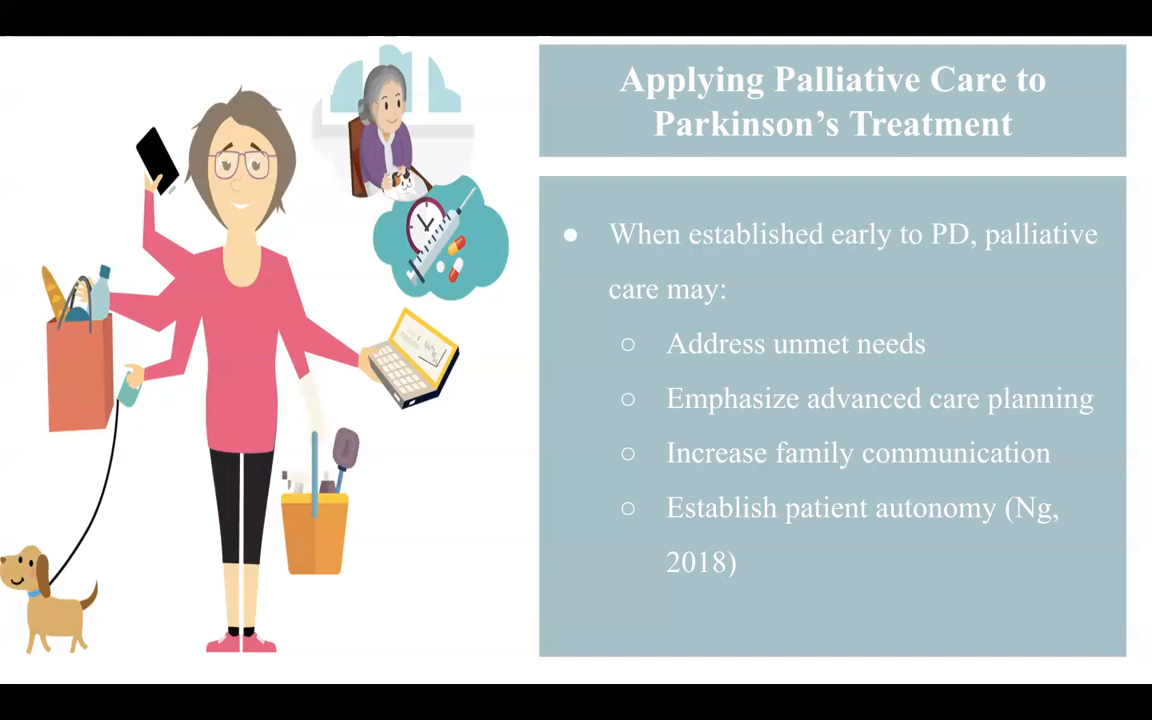 Applying Palliative Care to
Parkinson’s Treatment
● When established early to PD, palliative
care may:
○ Address unmet needs
○ Emphasize advanced care planning
○ Increase family communication
○ Establish patient autonomy (Ng,
2018)